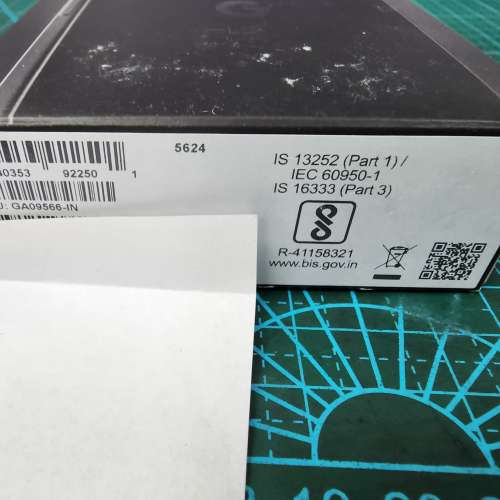 5624
0353 92250 1
U: GA09566-IN
IS 13252 (Part 1) /
IEC 60950-1
IS 16333 (Part 3)
R-41158321
www.bis.gov.in